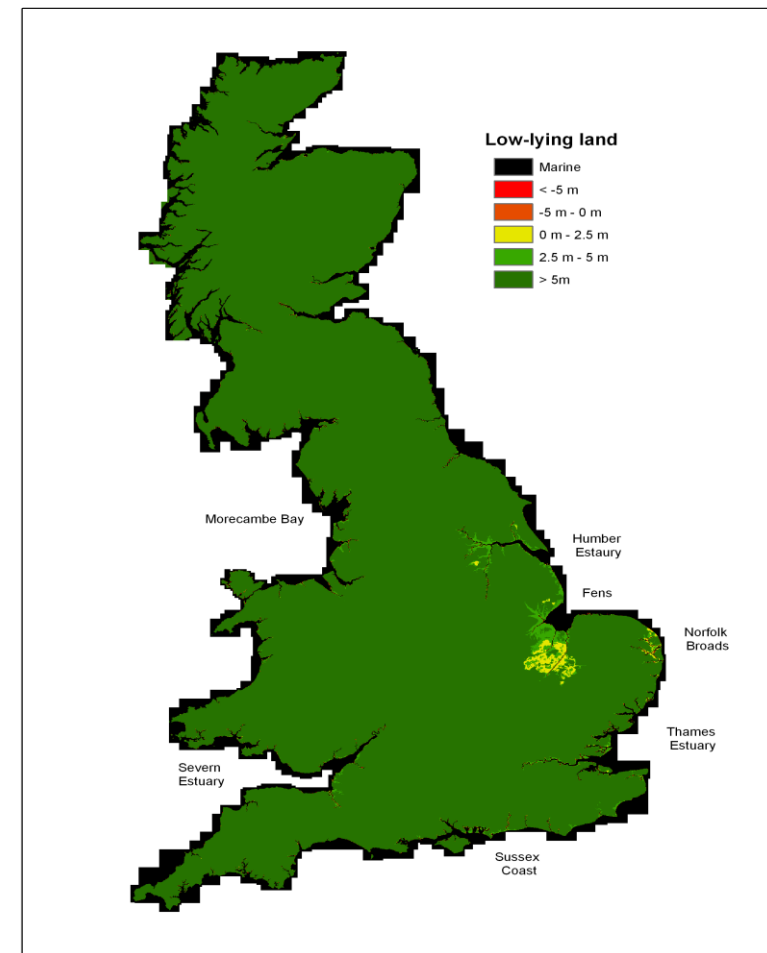 Low-lying land
Marine
< -5 m
-5 m - 0 m
0 m - 2.5 m
2.5 m - 5 m
> 5m
Morecambe Bay
Humber
Estaury
Fens
Norfolk
Broads
Thames
Estuary
Severn
Estuary
Sussex
Coast